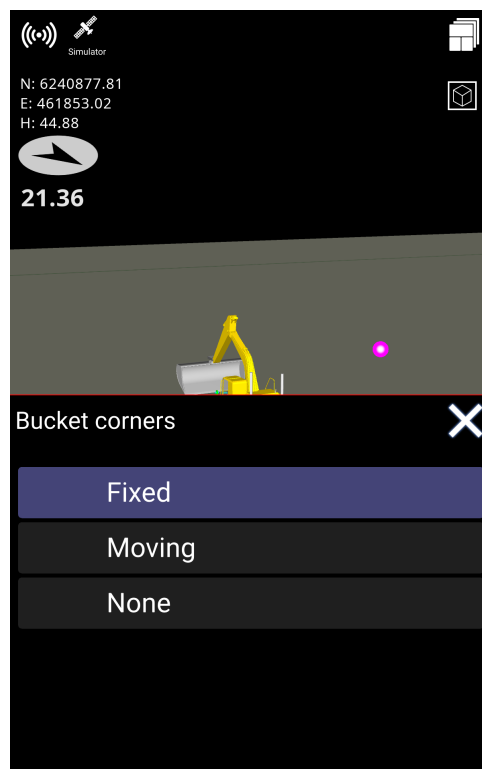 Simulator
N: 6240877.81
E: 461853.02
H: 44.88
21.36
Bucket corners
Fixed
Moving
None